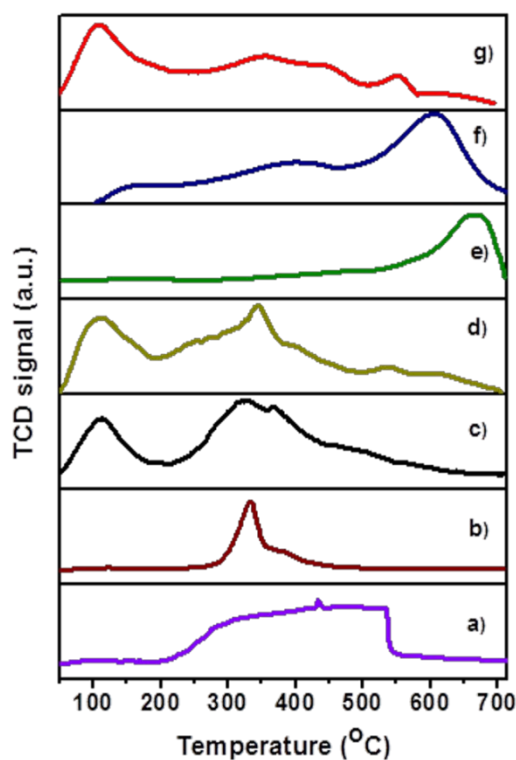 g)
f)
e)
d)
c)
b)
a)
TCD signal (a.u.)
100 200 300 400 500 600 700
Temperature (°C)